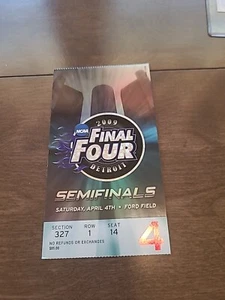 2009
NCAA
FINAL
FOUR
DETROIT
SEMIFINALS
SATURDAY, APRIL 4TH • FORD FIELD
SECTION ROW SEAT
327 1 14
NO REFUNDS OR EXCHANGES
4